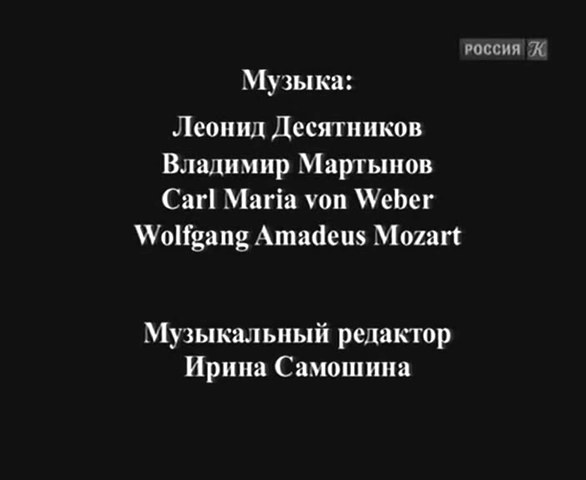 РОССИЯ К
Музыка:
Леонид Десятников
Владимир Мартынов
Carl Maria von Weber
Wolfgang Amadeus Mozart
Музыкальный редактор
Ирина Самошина